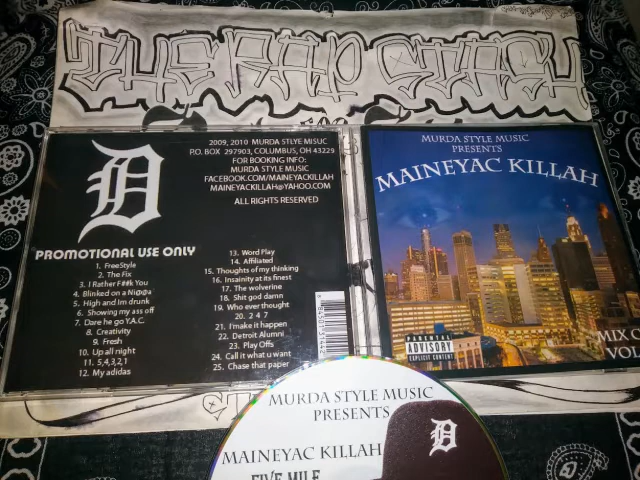 THE RAP STASH
D
2009, 2010 MURDA STLYE MISUC
P.O. BOX 297903, COLUMBUS, OH 43229
FOR BOOKING INFO:
MURDA STYLE MUSIC
FACEBOOK.COM/MAINEYACKILLAH
MAINEYACKILLAH@YAHOO.COM
ALL RIGHTS RESERVED
PROMOTIONAL USE ONLY
1. FreeStyle
2. The Fix
3. I Rather F#%k You
4. Blinked on a Ni@@a
5. High and Im drunk
6. Showing my ass off
7. Dare he go Y.A.C.
8. Creativity
9. Fresh
10. Up all night
11. 5,4,3,2,1
12. My adidas
13. Word Play
14. Affiliated
15. Thoughts of my thinking
16. Insainity at its finest
17. The wolverine
18. Shit god damn
19. Who ever thought
20. 2 4 7
21. I make it happen
22. Detroit Alumni
23. Play Offs
24. Call it what u want
25. Chase that paper
MURDA STYLE MUSIC
PRESENTS
MAINEYAC KILLAH
PARENTAL
ADVISORY
EXPLICIT CONTENT
MIX
VOL
MURDA STYLE MUSIC
PRESENTS
D
MAINEYAC KILLAH
FIVE MILE